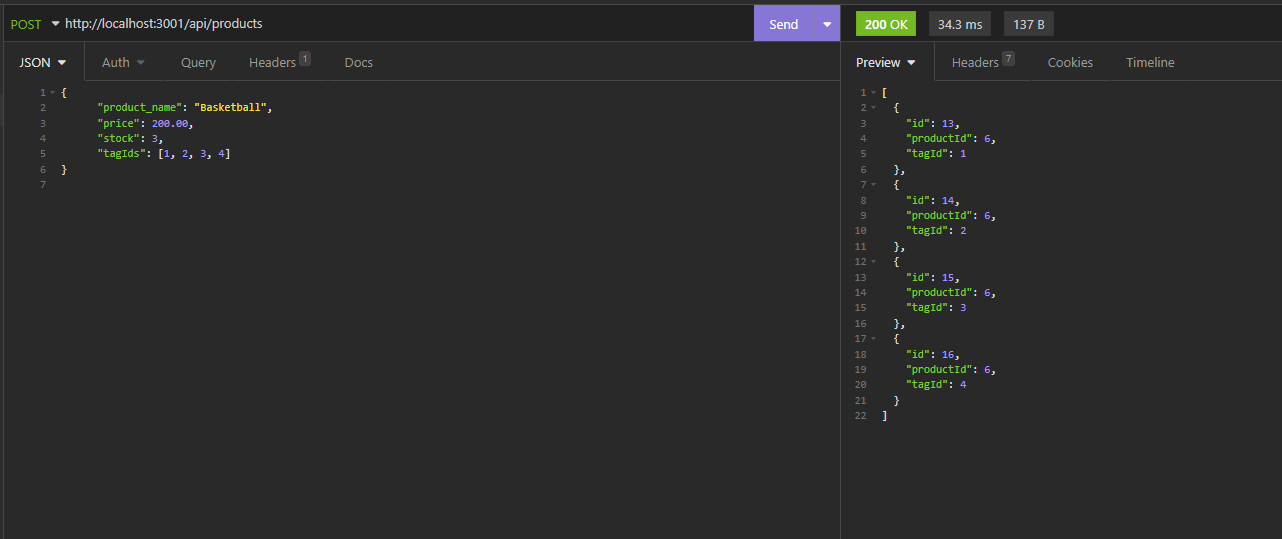 POST http://localhost:3001/api/products Send 200 OK 34.3 ms 137 B
JSON Auth Query Headers 1 Docs
1 {
2 "product_name": "Basketball",
3 "price": 200.00,
4 "stock": 3,
5 "tagIds": [1, 2, 3, 4]
6 }
7
Preview Headers 7 Cookies Timeline
1 [
2 {
3 "id": 13,
4 "productId": 6,
5 "tagId": 1
6 },
7 {
8 "id": 14,
9 "productId": 6,
10 "tagId": 2
11 },
12 {
13 "id": 15,
14 "productId": 6,
15 "tagId": 3
16 },
17 {
18 "id": 16,
19 "productId": 6,
20 "tagId": 4
21 }
22 ]